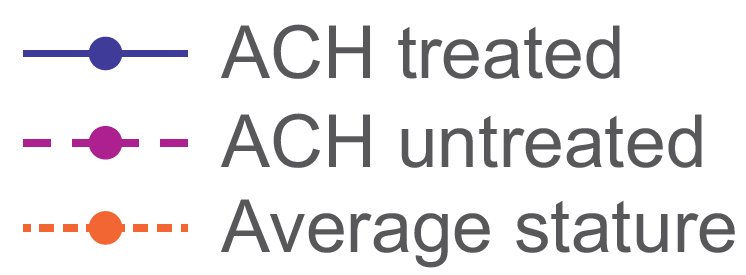 ACH treated
ACH untreated
Average stature